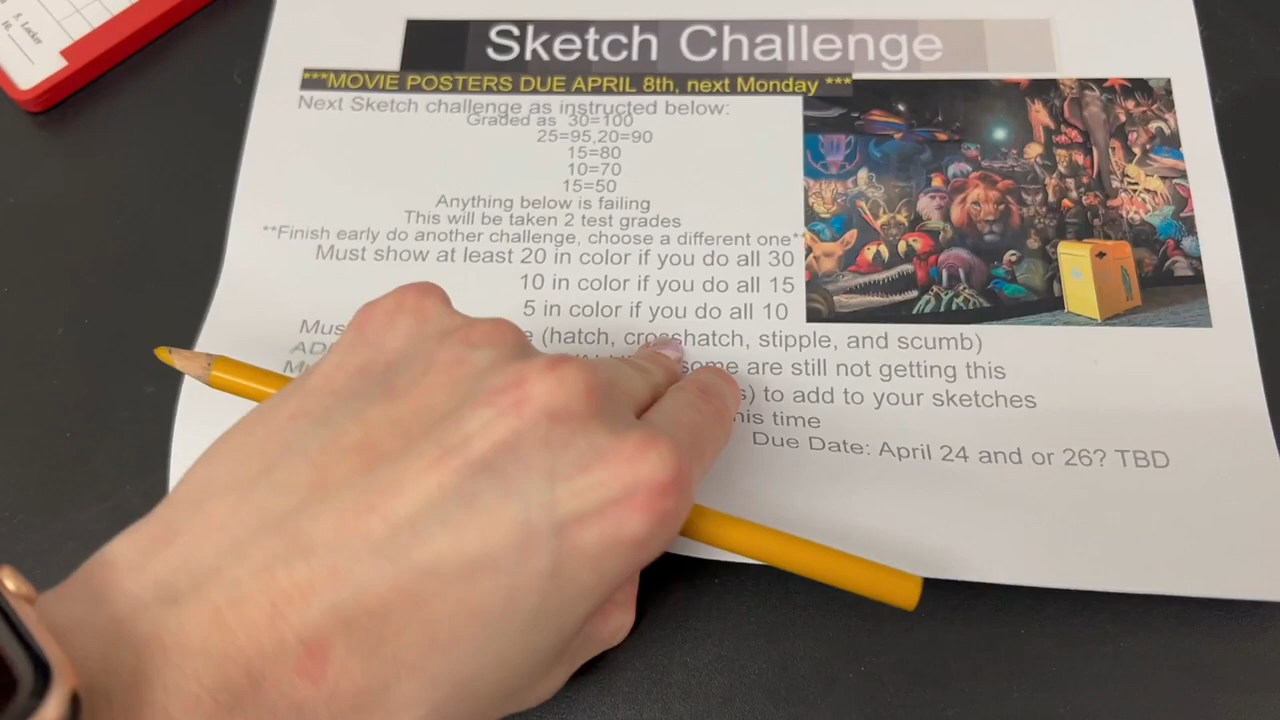 5. Lucker
10.
Sketch Challenge
***MOVIE POSTERS DUE APRIL 8th, next Monday ***
Next Sketch challenge as instructed below:
Graded as 30=100
25=95,20=90
15=80
10=70
15=50
Anything below is failing
This will be taken 2 test grades
**Finish early do another challenge, choose a different one**
Must show at least 20 in color if you do all 30
10 in color if you do all 15
5 in color if you do all 10
(hatch, crosshatch, stipple, and scumb)
some are still not getting this
to add to your sketches
time
Due Date: April 24 and or 26? TBD